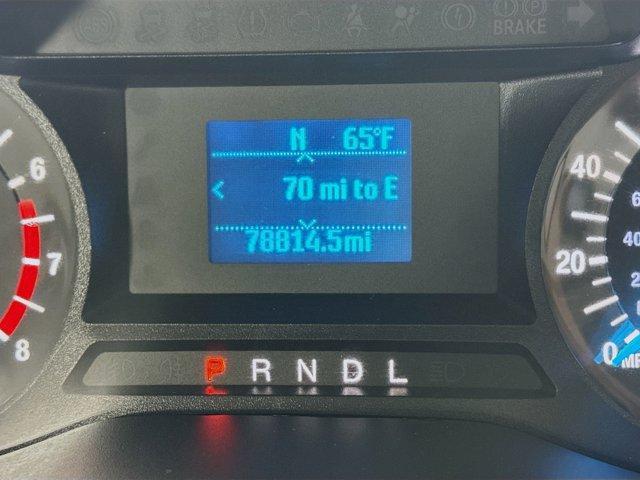 BRAKE
N 65°F
70 mi to E
78814.5mi
6
7
8
40
20
0
P R N D L